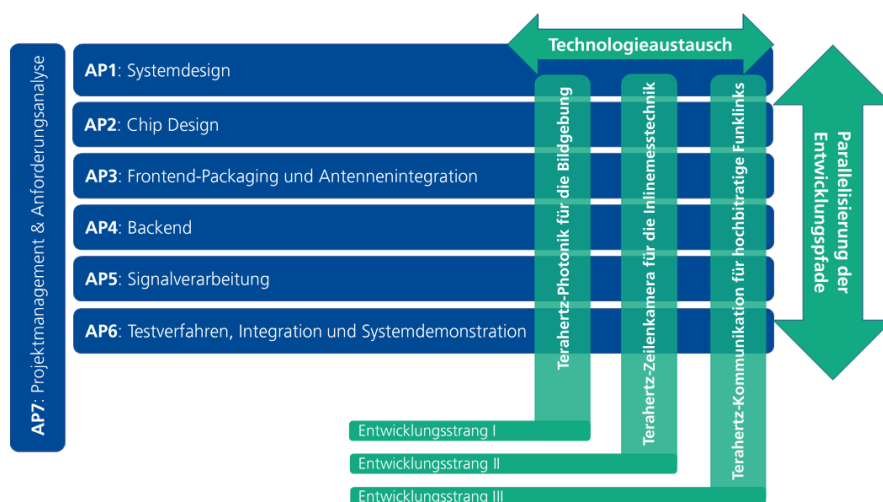 Technologieaustausch
AP7: Projektmanagement & Anforderungsanalyse
AP1: Systemdesign
AP2: Chip Design
AP3: Frontend-Packaging und Antennenintegration
AP4: Backend
AP5: Signalverarbeitung
AP6: Testverfahren, Integration und Systemdemonstration
Terahertz-Photonik für die Bildgebung
Terahertz-Zeilenkamera für die Inlinemesstechnik
Terahertz-Kommunikation für hochbitratige Funklinks
Parallelisierung der
Entwicklungspfade
Entwicklungsstrang I
Entwicklungsstrang II
Entwicklungsstrang III